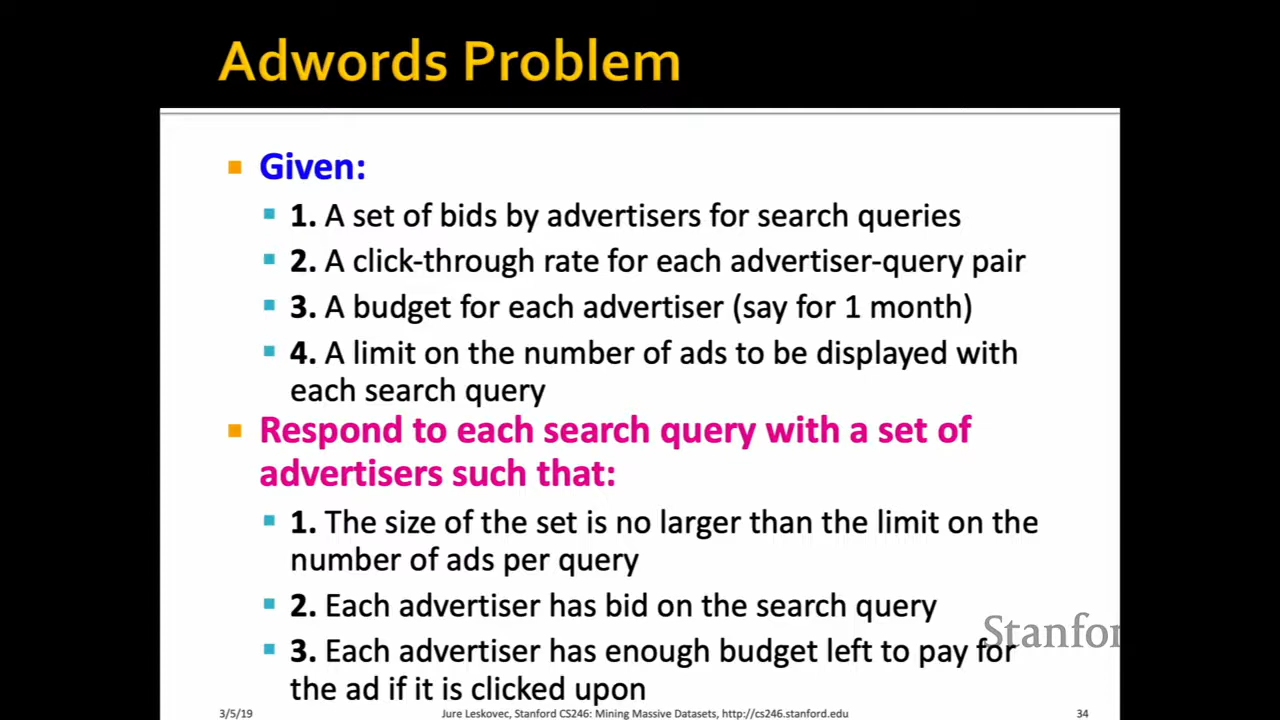 Adwords Problem
Given:
1. A set of bids by advertisers for search queries
2. A click-through rate for each advertiser-query pair
3. A budget for each advertiser (say for 1 month)
4. A limit on the number of ads to be displayed with
each search query
Respond to each search query with a set of
advertisers such that:
1. The size of the set is no larger than the limit on the
number of ads per query
2. Each advertiser has bid on the search query
Stanfor
3. Each advertiser has enough budget left to pay for
the ad if it is clicked upon
3/5/19
Jure Leskovec, Stanford CS246: Mining Massive Datasets, http://cs246.stanford.edu
34